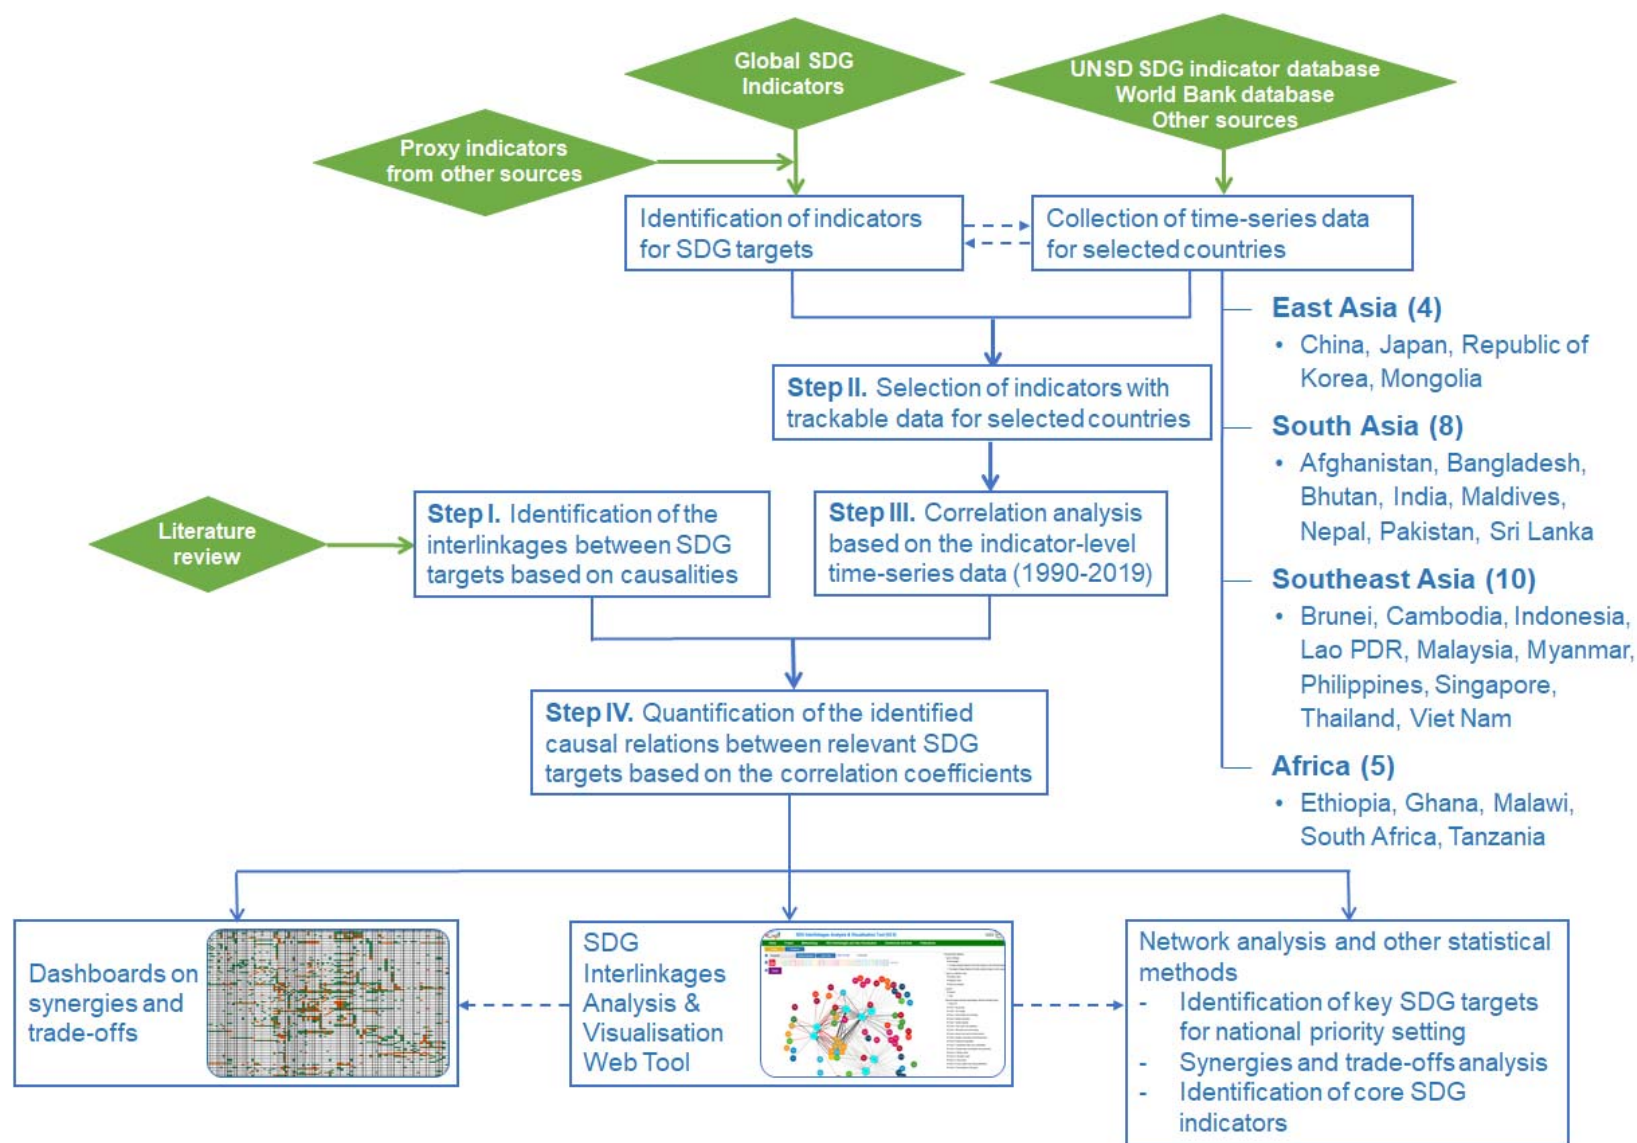 Global SDG
Indicators
UNSD SDG indicator database
World Bank database
Other sources
Proxy indicators
from other sources
Identification of indicators
for SDG targets
Collection of time-series data
for selected countries
East Asia (4)
• China, Japan, Republic of
Korea, Mongolia
Step II. Selection of indicators with
trackable data for selected countries
South Asia (8)
• Afghanistan, Bangladesh,
Bhutan, India, Maldives,
Nepal, Pakistan, Sri Lanka
Literature
review
Step I. Identification of the
interlinkages between SDG
targets based on causalities
Step III. Correlation analysis
based on the indicator-level
time-series data (1990-2019)
Southeast Asia (10)
• Brunei, Cambodia, Indonesia,
Lao PDR, Malaysia, Myanmar,
Philippines, Singapore,
Thailand, Viet Nam
Step IV. Quantification of the identified
causal relations between relevant SDG
targets based on the correlation coefficients
Africa (5)
• Ethiopia, Ghana, Malawi,
South Africa, Tanzania
Dashboards on
synergies and
trade-offs
SDG
Interlinkages
Analysis &
Visualisation
Web Tool
Network analysis and other statistical
methods
- Identification of key SDG targets
for national priority setting
- Synergies and trade-offs analysis
- Identification of core SDG
indicators